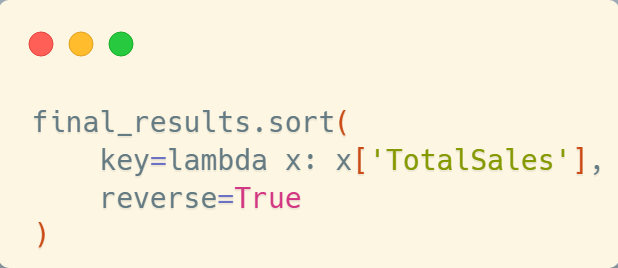 final_results.sort(
    key=lambda x: x['TotalSales'],
    reverse=True
)